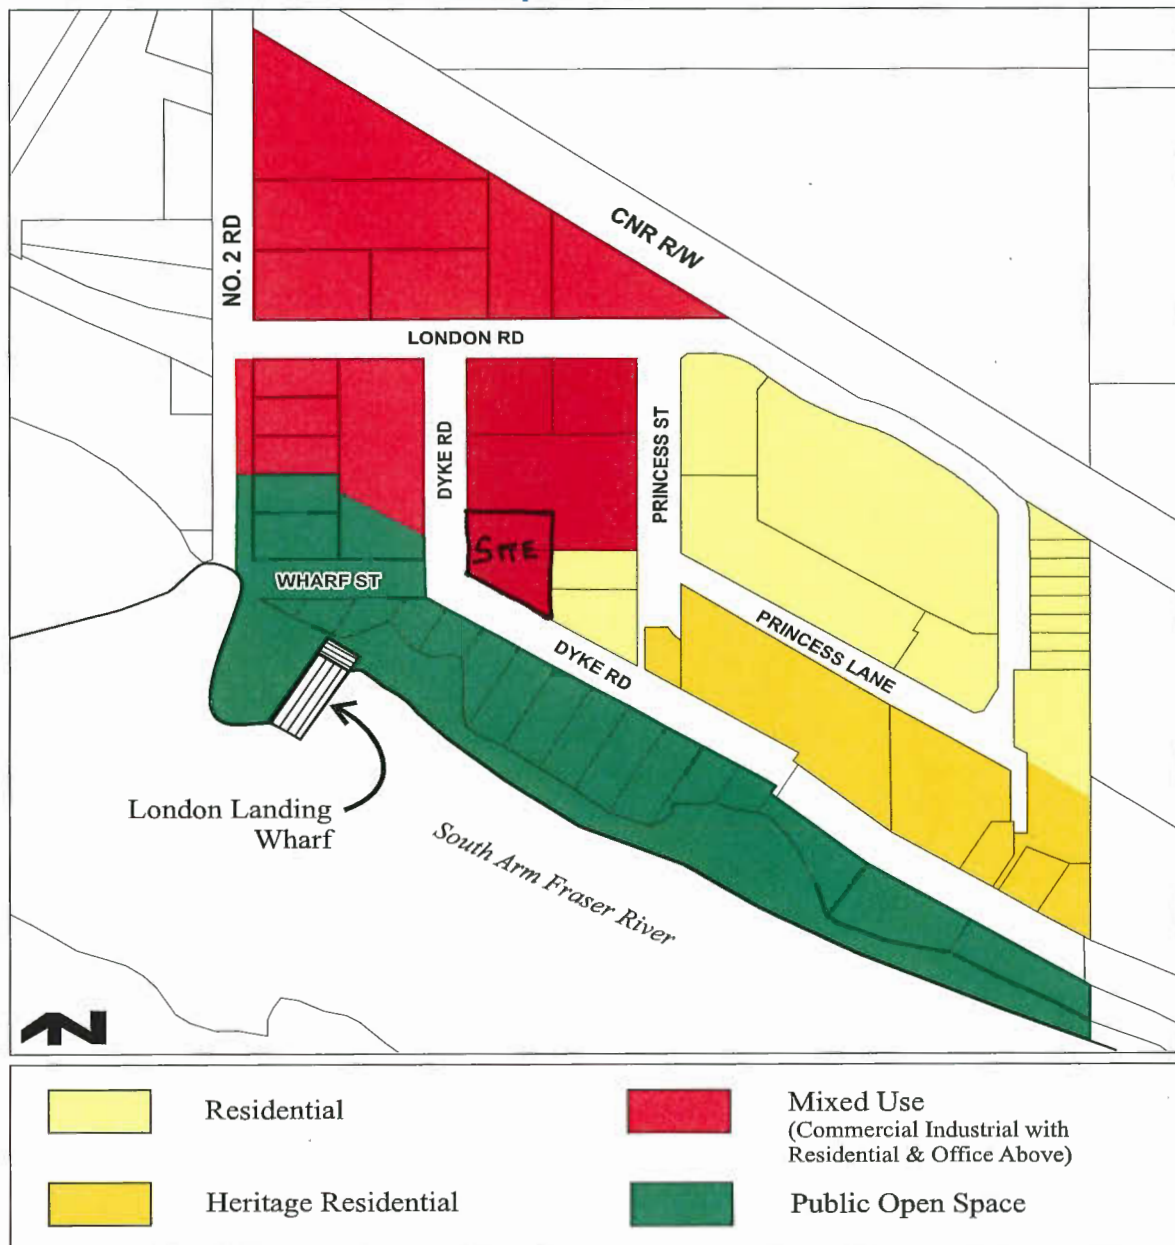 CNR R/W
NO. 2 RD
LONDON RD
DYKE RD
PRINCESS ST
SITE
WHARF ST
PRINCESS LANE
DYKE RD
London Landing
Wharf
South Arm Fraser River
Residential
Mixed Use
(Commercial Industrial with
Residential & Office Above)
Heritage Residential
Public Open Space